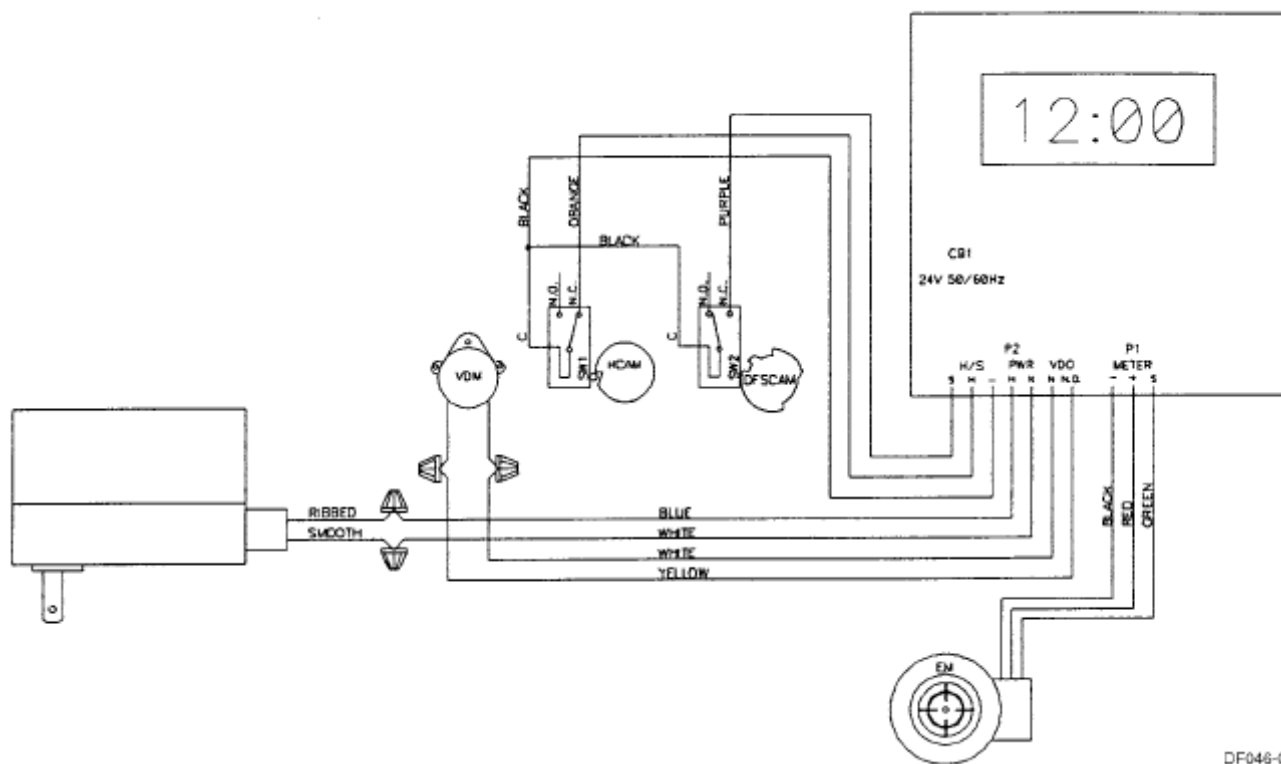 12:00
BLACK
ORANGE
PURPLE
BLACK
CB1
24V 50/60Hz
N.O.
N.C.
N.O.
N.C.
C
C
SW1
HCAM
SW2
DFSCAM
VDM
P2
P1
H/S
PWR
VDO
METER
S
H
-
H
N
N
N.O.
-
+
S
RIBBED
BLUE
SMOOTH
WHITE
WHITE
YELLOW
BLACK
RED
GREEN
EM